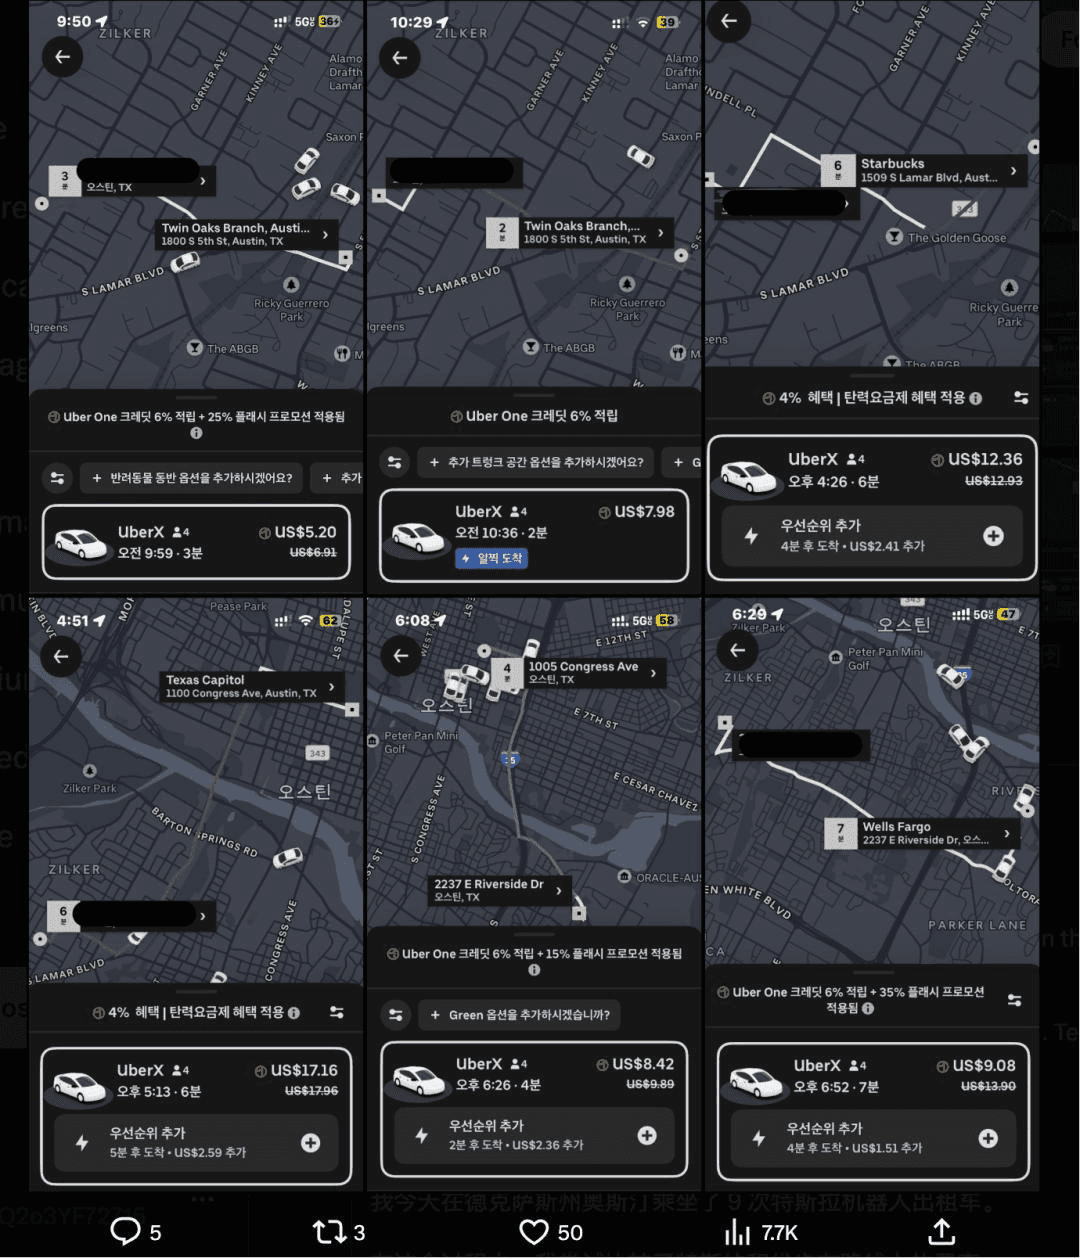 9:50
5G 36
ZILKER
GARNER AVE
KINNEY AVE
Alamo
Drafth
Lamar
Saxon P
3
분
오스틴, TX
Twin Oaks Branch, Austi...
1800 S 5th St, Austin, TX
S LAMAR BLVD
Ricky Guerrero
Park
lgreens
The ABGB
Uber One 크레딧 6% 적립 + 25% 플래시 프로모션 적용됨
+ 반려동물 동반 옵션을 추가하시겠어요?
+ 추가
UberX 4
US$5.20
오전 9:59 · 3분
US$6.91
10:29
39
ZILKER
GARNER AVE
KINNEY AVE
Alamo
Drafth
Lamar
Saxon P
2
분
Twin Oaks Branch,...
1800 S 5th St, Austin, TX
S LAMAR BLVD
Ricky Guerrero
Park
lgreens
The ABGB
Uber One 크레딧 6% 적립
+ 추가 트렁크 공간 옵션을 추가하시겠어요?
+ G
UberX 4
US$7.98
오전 10:36 · 2분
일찍 도착
GARNER AVE
KINNEY AVE
NDELL PL
6
분
Starbucks
1509 S Lamar Blvd, Aust...
343
The Golden Goose
S LAMAR BLVD
Ricky Guerre
Park
eens
The ABGB
4% 혜택 | 탄력요금제 혜택 적용
UberX 4
US$12.36
오후 4:26 · 6분
US$12.93
우선순위 추가
4분 후 도착 • US$2.41 추가
4:51
62
Pease Park
Texas Capitol
1100 Congress Ave, Austin, TX
343
Zilker Park
오스틴
BARTON SPRINGS RD
ZILKER
6
분
CONGRESS AVE
S LAMAR BLVD
4% 혜택 | 탄력요금제 혜택 적용
UberX 4
US$17.16
오후 5:13 · 6분
US$17.96
우선순위 추가
5분 후 도착 • US$2.59 추가
6:08
5G 58
WEST AVE
E 12TH ST
4
분
1005 Congress Ave
오스틴, TX
오스틴
E 7TH ST
Peter Pan Mini
Golf
35
E CESAR CHAVEZ
S CONGRESS AVE
ORACLE-AUS
2237 E Riverside Dr
오스틴, TX
Uber One 크레딧 6% 적립 + 15% 플래시 프로모션 적용됨
+ Green 옵션을 추가하시겠습니까?
UberX 4
US$8.42
오후 6:26 · 4분
US$9.89
우선순위 추가
2분 후 도착 • US$2.36 추가
6:29
5G 47
343
Zilker Park
오스틴
Peter Pan Mini
Golf
ZILKER
7
분
Wells Fargo
2237 E Riverside Dr, 오스...
EN WHITE BLVD
OLTORF
PARKER LANE
Uber One 크레딧 6% 적립 + 35% 플래시 프로모션
적용됨
UberX 4
US$9.08
오후 6:52 · 7분
US$13.90
우선순위 추가
4분 후 도착 • US$1.51 추가
我今天在德克萨斯州奥斯汀乘坐了 9 次特斯拉机器人出租车。
5
3
50
7.7K